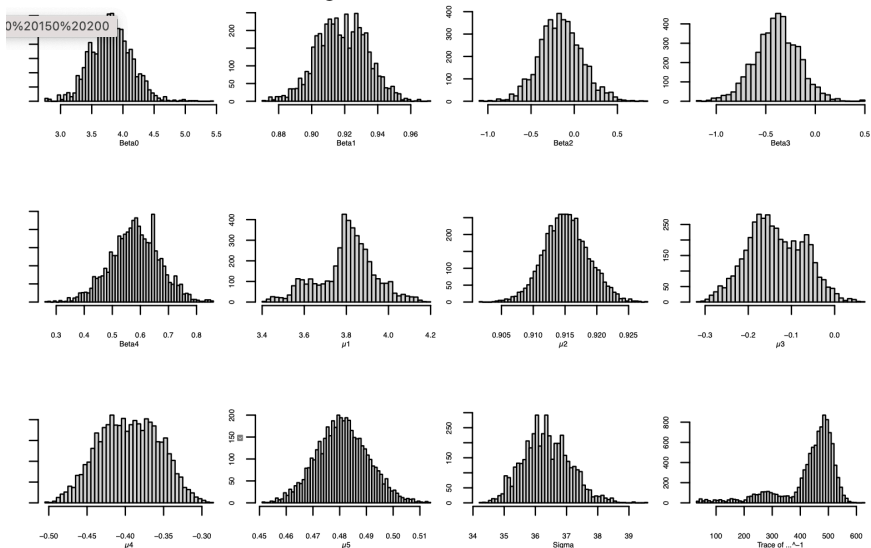 0%20150%20200
0 50 100 150 200 250
0 100 200 300 400
0 100 200 300 400
3.0 3.5 4.0 4.5 5.0 5.5
0.88 0.90 0.92 0.94 0.96
−1.0 −0.5 0.0 0.5
−1.0 −0.5 0.0 0.5
Beta0 Beta1 Beta2 Beta3
0 100 200 300 400
0 50 150 250
0 50 150 250
0.3 0.4 0.5 0.6 0.7 0.8
3.4 3.6 3.8 4.0 4.2
0.905 0.910 0.915 0.920 0.925
−0.3 −0.2 −0.1 0.0
Beta4 μ1 μ2 μ3
0 50 100 150 200
0 50 100 200 300
0 200 400 600 800
−0.50 −0.45 −0.40 −0.35 −0.30
0.45 0.46 0.47 0.48 0.49 0.50 0.51
34 35 36 37 38 39
100 200 300 400 500 600
μ4 μ5 Sigma Trace of ...^−1